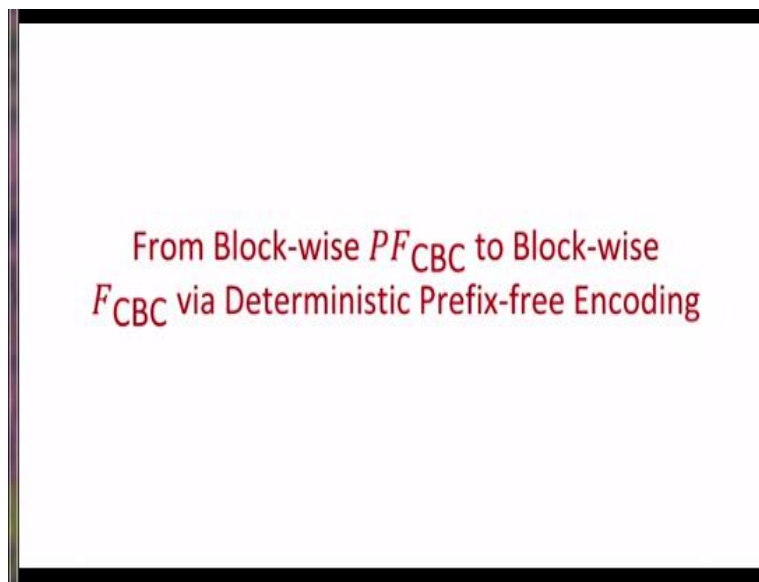 From Block-wise PF_CBC to Block-wise
F_CBC via Deterministic Prefix-free Encoding